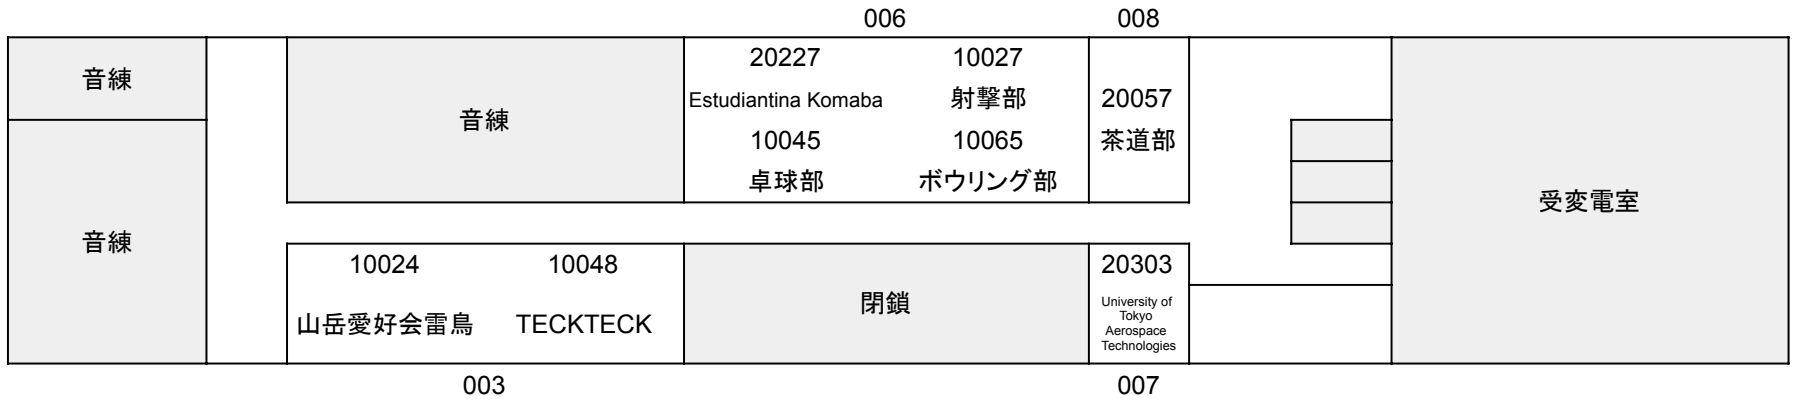 006
008
音練
音練
音練
20227
Estudiantina Komaba
10045
卓球部
10027
射撃部
10065
ボウリング部
20057
茶道部
受変電室
10024
山岳愛好会雷鳥
10048
TECKTECK
閉鎖
20303
University of
Tokyo
Aerospace
Technologies
003
007